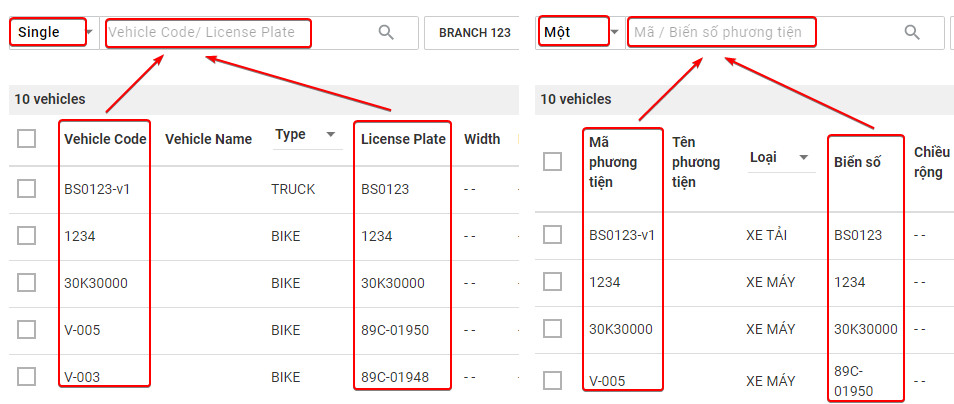 Single
Vehicle Code/ License Plate
BRANCH 123
10 vehicles
Vehicle Code
Vehicle Name
Type
License Plate
Width
BS0123-v1
TRUCK
BS0123
- -
1234
BIKE
1234
- -
30K30000
BIKE
30K30000
- -
V-005
BIKE
89C-01950
- -
V-003
BIKE
89C-01948
- -
Một
Mã / Biển số phương tiện
10 vehicles
Mã
phương
tiện
Tên
phương
tiện
Loại
Biển số
Chiều
rộng
BS0123-v1
XE TẢI
BS0123
- -
1234
XE MÁY
1234
- -
30K30000
XE MÁY
30K30000
- -
V-005
XE MÁY
89C-
01950
- -